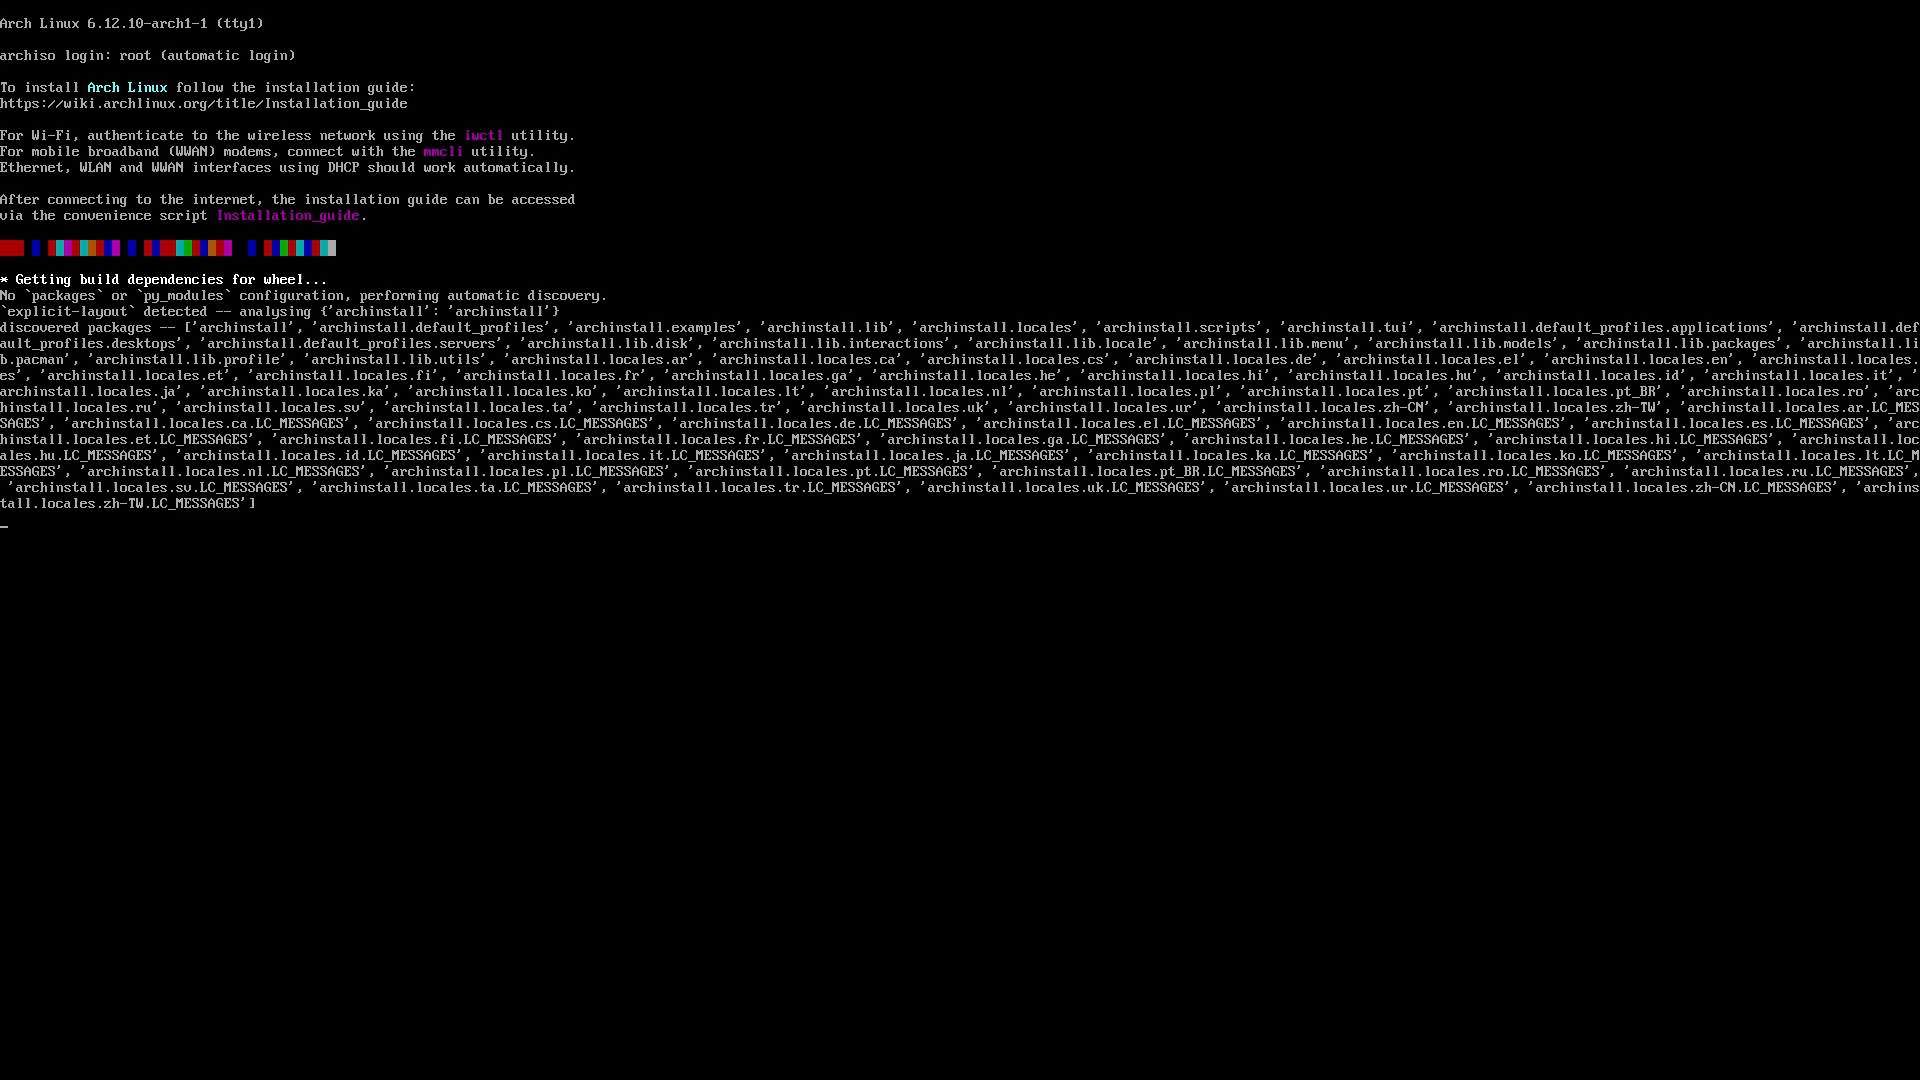 Arch Linux 6.12.10-arch1-1 (tty1)
archiso login: root (automatic login)
To install Arch Linux follow the installation guide:
https://wiki.archlinux.org/title/Installation_guide
For Wi-Fi, authenticate to the wireless network using the iwctl utility.
For mobile broadband (WWAN) modems, connect with the mmcli utility.
Ethernet, WLAN and WWAN interfaces using DHCP should work automatically.
After connecting to the internet, the installation guide can be accessed
via the convenience script Installation_guide.
* Getting build dependencies for wheel...
No `packages` or `py_modules` configuration, performing automatic discovery.
`explicit-layout` detected -- analysing {'archinstall': 'archinstall'}
discovered packages -- ['archinstall', 'archinstall.default_profiles', 'archinstall.examples', 'archinstall.lib', 'archinstall.locales', 'archinstall.scripts', 'archinstall.tui', 'archinstall.default_profiles.applications', 'archinstall.def
ault_profiles.desktops', 'archinstall.default_profiles.servers', 'archinstall.lib.disk', 'archinstall.lib.interactions', 'archinstall.lib.locale', 'archinstall.lib.menu', 'archinstall.lib.models', 'archinstall.lib.packages', 'archinstall.li
b.pacman', 'archinstall.lib.profile', 'archinstall.lib.utils', 'archinstall.locales.ar', 'archinstall.locales.ca', 'archinstall.locales.cs', 'archinstall.locales.de', 'archinstall.locales.el', 'archinstall.locales.en', 'archinstall.locales.
es', 'archinstall.locales.et', 'archinstall.locales.fi', 'archinstall.locales.fr', 'archinstall.locales.ga', 'archinstall.locales.he', 'archinstall.locales.hi', 'archinstall.locales.hu', 'archinstall.locales.id', 'archinstall.locales.it', '
archinstall.locales.ja', 'archinstall.locales.ka', 'archinstall.locales.ko', 'archinstall.locales.lt', 'archinstall.locales.nl', 'archinstall.locales.pl', 'archinstall.locales.pt', 'archinstall.locales.pt_BR', 'archinstall.locales.ro', 'arc
hinstall.locales.ru', 'archinstall.locales.sv', 'archinstall.locales.ta', 'archinstall.locales.tr', 'archinstall.locales.uk', 'archinstall.locales.ur', 'archinstall.locales.zh-CN', 'archinstall.locales.zh-TW', 'archinstall.locales.ar.LC_MES
SAGES', 'archinstall.locales.ca.LC_MESSAGES', 'archinstall.locales.cs.LC_MESSAGES', 'archinstall.locales.de.LC_MESSAGES', 'archinstall.locales.el.LC_MESSAGES', 'archinstall.locales.en.LC_MESSAGES', 'archinstall.locales.es.LC_MESSAGES', 'arc
hinstall.locales.et.LC_MESSAGES', 'archinstall.locales.fi.LC_MESSAGES', 'archinstall.locales.fr.LC_MESSAGES', 'archinstall.locales.ga.LC_MESSAGES', 'archinstall.locales.he.LC_MESSAGES', 'archinstall.locales.hi.LC_MESSAGES', 'archinstall.loc
ales.hu.LC_MESSAGES', 'archinstall.locales.id.LC_MESSAGES', 'archinstall.locales.it.LC_MESSAGES', 'archinstall.locales.ja.LC_MESSAGES', 'archinstall.locales.ka.LC_MESSAGES', 'archinstall.locales.ko.LC_MESSAGES', 'archinstall.locales.lt.LC_M
ESSAGES', 'archinstall.locales.nl.LC_MESSAGES', 'archinstall.locales.pl.LC_MESSAGES', 'archinstall.locales.pt.LC_MESSAGES', 'archinstall.locales.pt_BR.LC_MESSAGES', 'archinstall.locales.ro.LC_MESSAGES', 'archinstall.locales.ru.LC_MESSAGES',
'archinstall.locales.sv.LC_MESSAGES', 'archinstall.locales.ta.LC_MESSAGES', 'archinstall.locales.tr.LC_MESSAGES', 'archinstall.locales.uk.LC_MESSAGES', 'archinstall.locales.ur.LC_MESSAGES', 'archinstall.locales.zh-CN.LC_MESSAGES', 'archins
tall.locales.zh-TW.LC_MESSAGES']